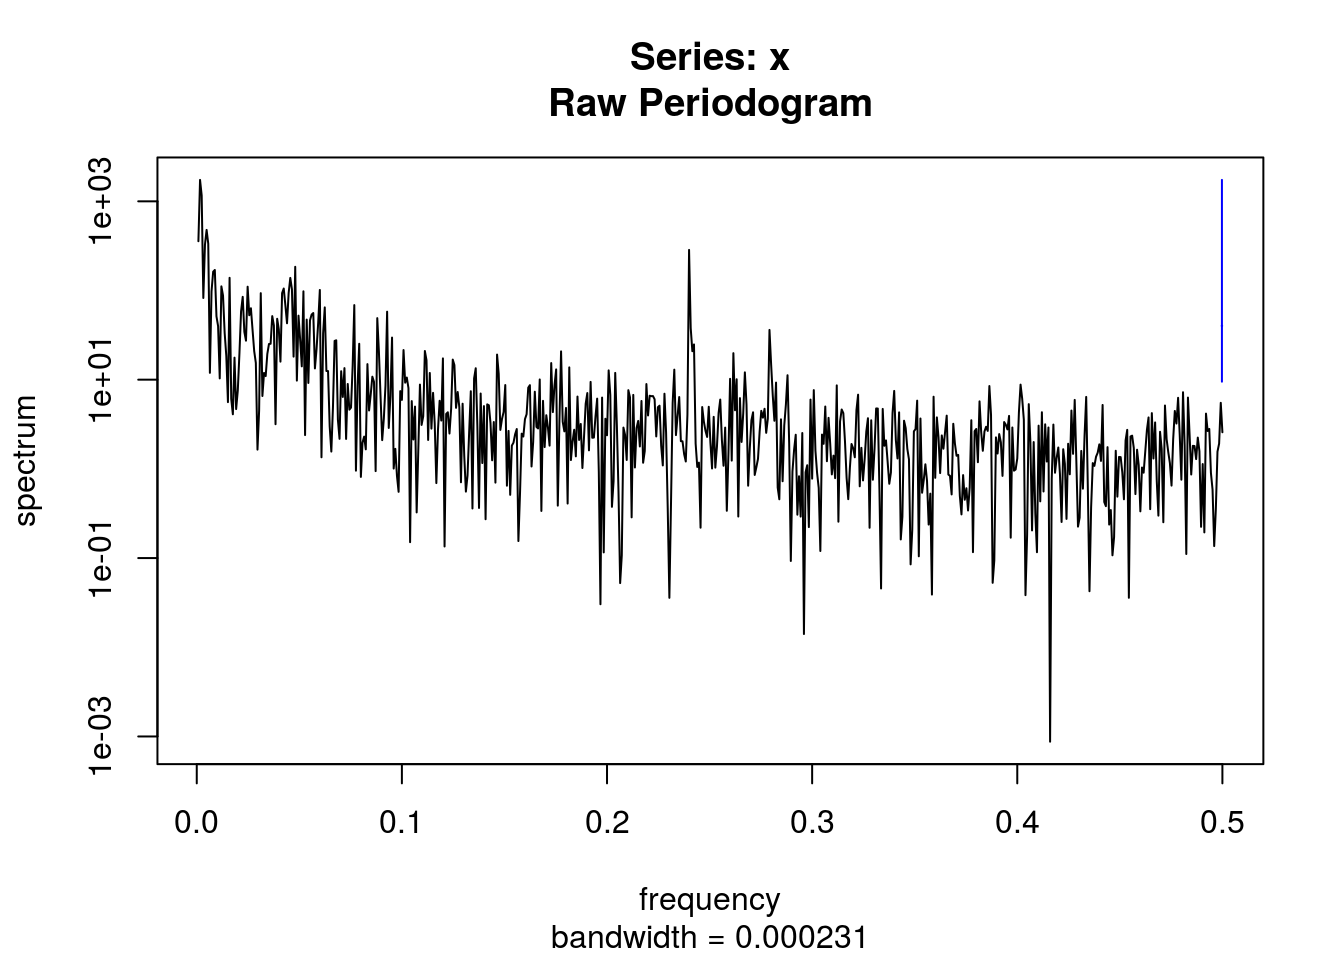 Series: x
Raw Periodogram
1e+03
1e+01
1e-01
1e-03
spectrum
0.0 0.1 0.2 0.3 0.4 0.5
frequency
bandwidth = 0.000231